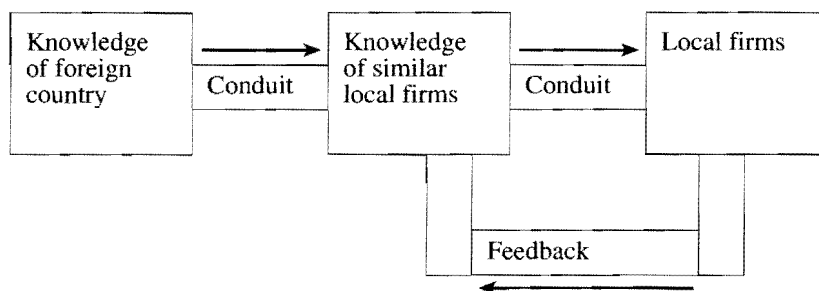 Knowledge
of foreign
country
Conduit
Knowledge
of similar
local firms
Conduit
Local firms
Feedback